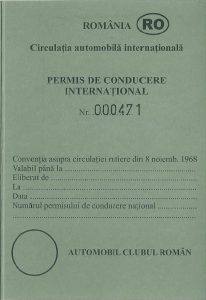 ROMÂNIA RO
Circulația automobilă internațională
PERMIS DE CONDUCERE
INTERNAȚIONAL
Nr. 000471
Convenția asupra circulației rutiere din 8 noiemb. 1968
Valabil până la
Eliberat de
La
Data
Numărul permisului de conducere național
AUTOMOBIL CLUBUL ROMÂN